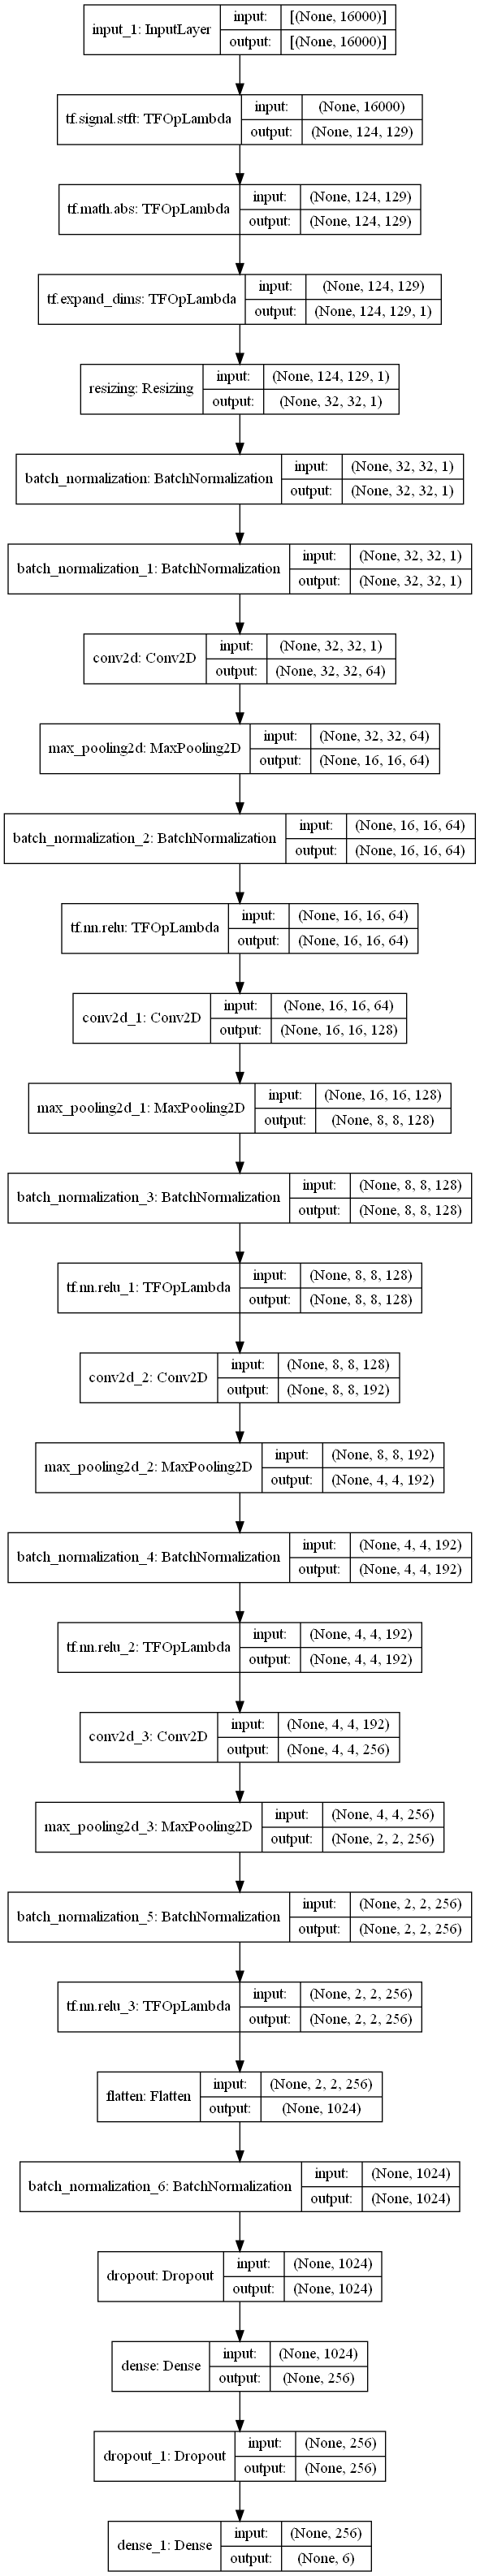 input_1: InputLayer
input: [(None, 16000)]
output: [(None, 16000)]
tf.signal.stft: TFOpLambda
input: (None, 16000)
output: (None, 124, 129)
tf.math.abs: TFOpLambda
input: (None, 124, 129)
output: (None, 124, 129)
tf.expand_dims: TFOpLambda
input: (None, 124, 129)
output: (None, 124, 129, 1)
resizing: Resizing
input: (None, 124, 129, 1)
output: (None, 32, 32, 1)
batch_normalization: BatchNormalization
input: (None, 32, 32, 1)
output: (None, 32, 32, 1)
batch_normalization_1: BatchNormalization
input: (None, 32, 32, 1)
output: (None, 32, 32, 1)
conv2d: Conv2D
input: (None, 32, 32, 1)
output: (None, 32, 32, 64)
max_pooling2d: MaxPooling2D
input: (None, 32, 32, 64)
output: (None, 16, 16, 64)
batch_normalization_2: BatchNormalization
input: (None, 16, 16, 64)
output: (None, 16, 16, 64)
tf.nn.relu: TFOpLambda
input: (None, 16, 16, 64)
output: (None, 16, 16, 64)
conv2d_1: Conv2D
input: (None, 16, 16, 64)
output: (None, 16, 16, 128)
max_pooling2d_1: MaxPooling2D
input: (None, 16, 16, 128)
output: (None, 8, 8, 128)
batch_normalization_3: BatchNormalization
input: (None, 8, 8, 128)
output: (None, 8, 8, 128)
tf.nn.relu_1: TFOpLambda
input: (None, 8, 8, 128)
output: (None, 8, 8, 128)
conv2d_2: Conv2D
input: (None, 8, 8, 128)
output: (None, 8, 8, 192)
max_pooling2d_2: MaxPooling2D
input: (None, 8, 8, 192)
output: (None, 4, 4, 192)
batch_normalization_4: BatchNormalization
input: (None, 4, 4, 192)
output: (None, 4, 4, 192)
tf.nn.relu_2: TFOpLambda
input: (None, 4, 4, 192)
output: (None, 4, 4, 192)
conv2d_3: Conv2D
input: (None, 4, 4, 192)
output: (None, 4, 4, 256)
max_pooling2d_3: MaxPooling2D
input: (None, 4, 4, 256)
output: (None, 2, 2, 256)
batch_normalization_5: BatchNormalization
input: (None, 2, 2, 256)
output: (None, 2, 2, 256)
tf.nn.relu_3: TFOpLambda
input: (None, 2, 2, 256)
output: (None, 2, 2, 256)
flatten: Flatten
input: (None, 2, 2, 256)
output: (None, 1024)
batch_normalization_6: BatchNormalization
input: (None, 1024)
output: (None, 1024)
dropout: Dropout
input: (None, 1024)
output: (None, 1024)
dense: Dense
input: (None, 1024)
output: (None, 256)
dropout_1: Dropout
input: (None, 256)
output: (None, 256)
dense_1: Dense
input: (None, 256)
output: (None, 6)